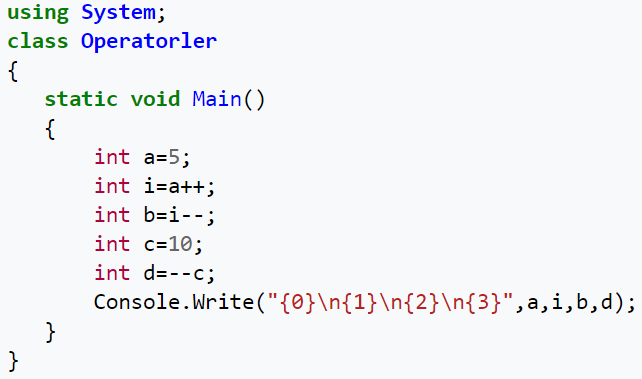 using System;
class Operatorler
{
   static void Main()
   {
       int a=5;
       int i=a++;
       int b=i--;
       int c=10;
       int d=--c;
       Console.Write("{0}\n{1}\n{2}\n{3}",a,i,b,d);
   }
}